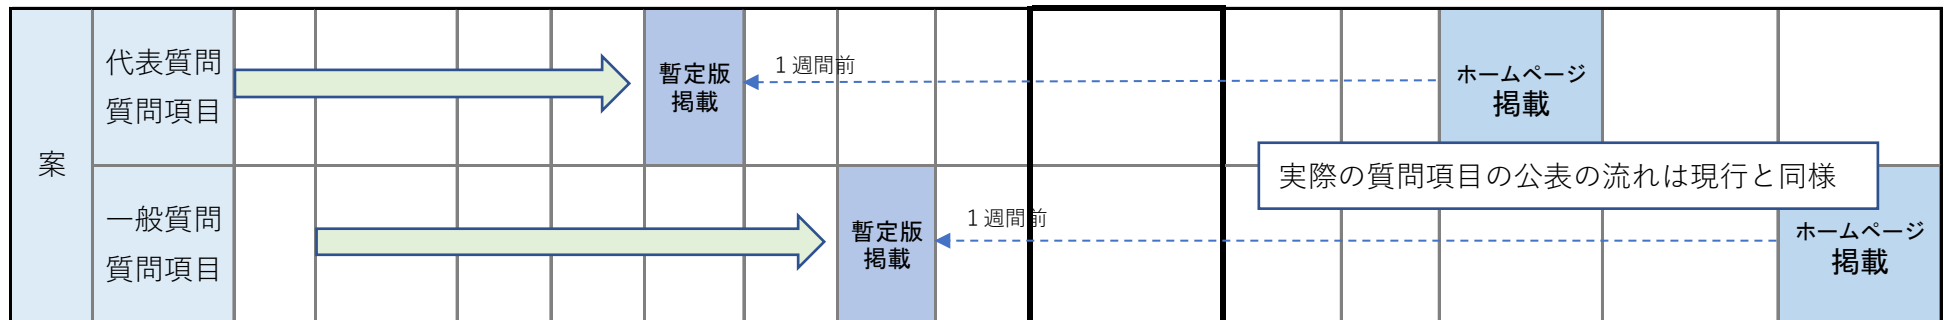 案
代表質問
質問項目
暫定版
掲載
１週間前
ホームページ
掲載
実際の質問項目の公表の流れは現行と同様
一般質問
質問項目
暫定版
掲載
１週間前
ホームページ
掲載